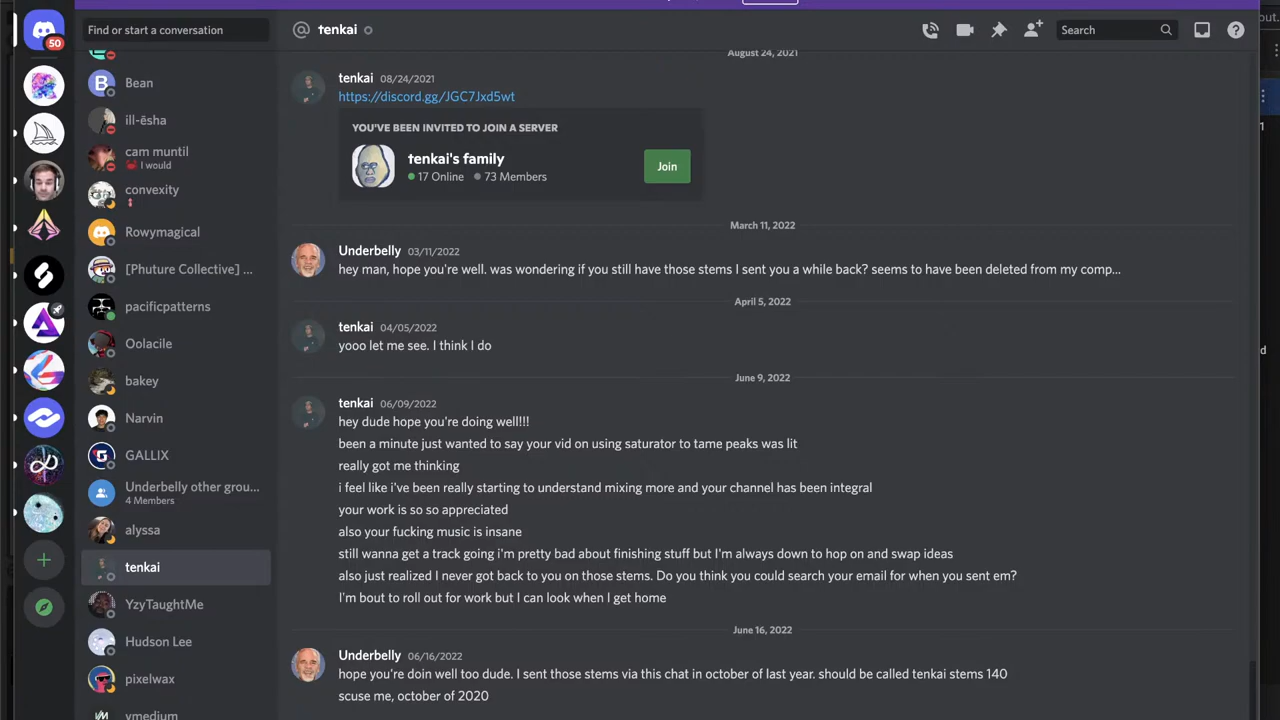 Find or start a conversation
tenkai
Search
50
Bean
ill-ēsha
cam muntil
I would
convexity
Rowymagical
[Phuture Collective] ...
pacificpatterns
Oolacile
bakey
Narvin
GALLIX
Underbelly other grou...
4 Members
alyssa
tenkai
YzyTaughtMe
Hudson Lee
pixelwax
vmedium
August 24, 2021
tenkai 08/24/2021
https://discord.gg/JGC7Jxd5wt
YOU'VE BEEN INVITED TO JOIN A SERVER
tenkai's family
17 Online 73 Members
Join
March 11, 2022
Underbelly 03/11/2022
hey man, hope you're well. was wondering if you still have those stems I sent you a while back? seems to have been deleted from my comp...
April 5, 2022
tenkai 04/05/2022
yooo let me see. I think I do
June 9, 2022
tenkai 06/09/2022
hey dude hope you're doing well!!!
been a minute just wanted to say your vid on using saturator to tame peaks was lit
really got me thinking
i feel like i've been really starting to understand mixing more and your channel has been integral
your work is so so appreciated
also your fucking music is insane
still wanna get a track going i'm pretty bad about finishing stuff but I'm always down to hop on and swap ideas
also just realized I never got back to you on those stems. Do you think you could search your email for when you sent em?
I'm bout to roll out for work but I can look when I get home
June 16, 2022
Underbelly 06/16/2022
hope you're doin well too dude. I sent those stems via this chat in october of last year. should be called tenkai stems 140
scuse me, october of 2020